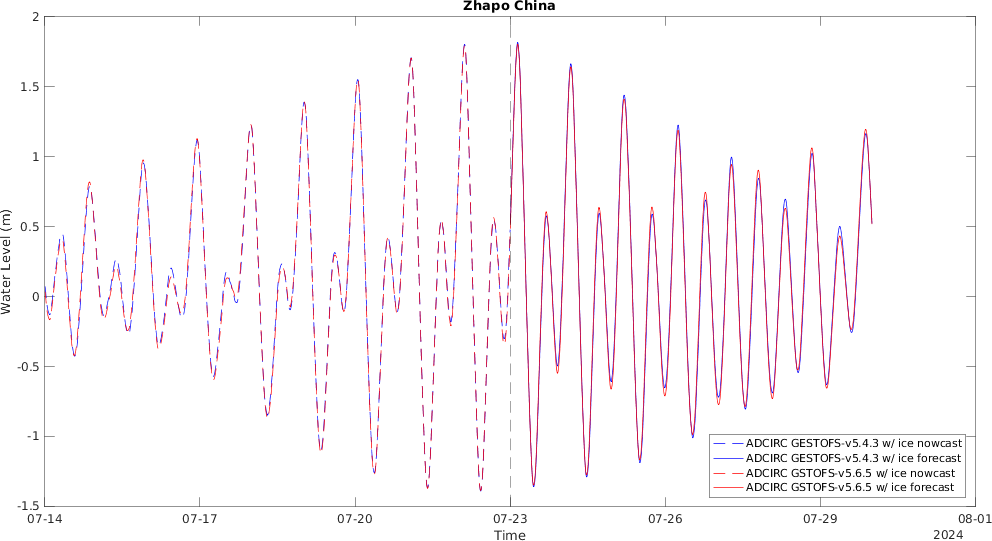 Zhapo China
2
1.5
1
0.5
0
-0.5
-1
-1.5
Water Level (m)
07-14
07-17
07-20
07-23
07-26
07-29
08-01
Time
2024
ADCIRC GESTOFS-v5.4.3 w/ ice nowcast
ADCIRC GESTOFS-v5.4.3 w/ ice forecast
ADCIRC GSTOFS-v5.6.5 w/ ice nowcast
ADCIRC GSTOFS-v5.6.5 w/ ice forecast